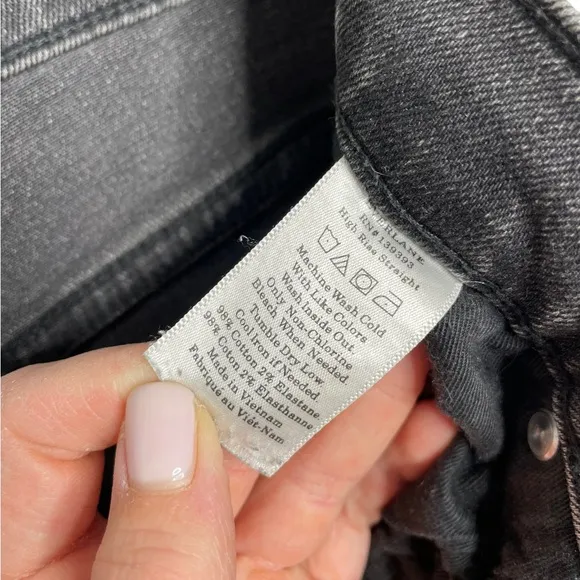 RN# 139393
High Rise Straight
Machine Wash Cold
With Like Colors
Wash Inside Out.
Only Non-Chlorine
Bleach When Needed
Tumble Dry Low
Cool Iron if Needed.
98% Cotton 2% Elastane
98% Coton 2% Elasthanne
Made in Vietnam
Fabriqué au Viêt-Nam